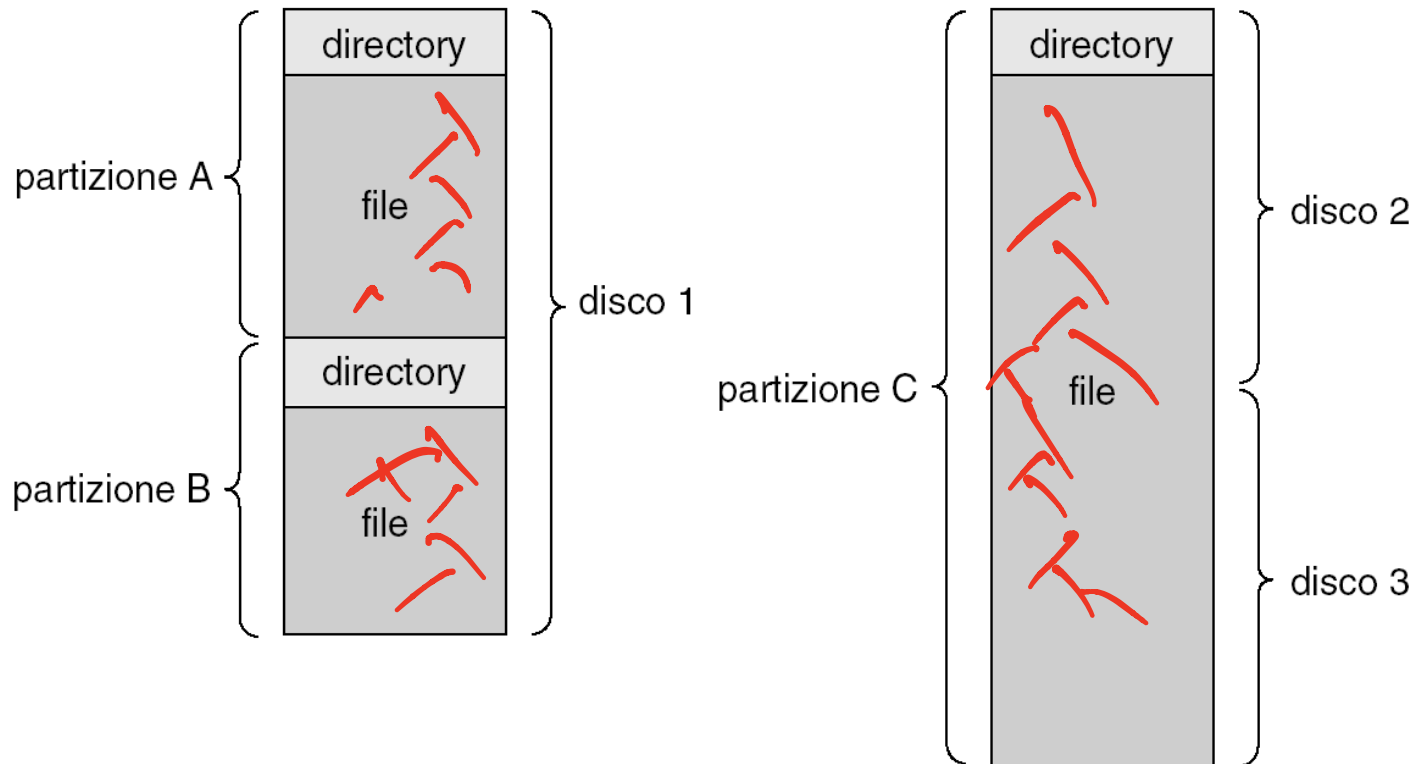 directory
partizione A
file
disco 1
directory
partizione B
file
directory
disco 2
partizione C
file
disco 3